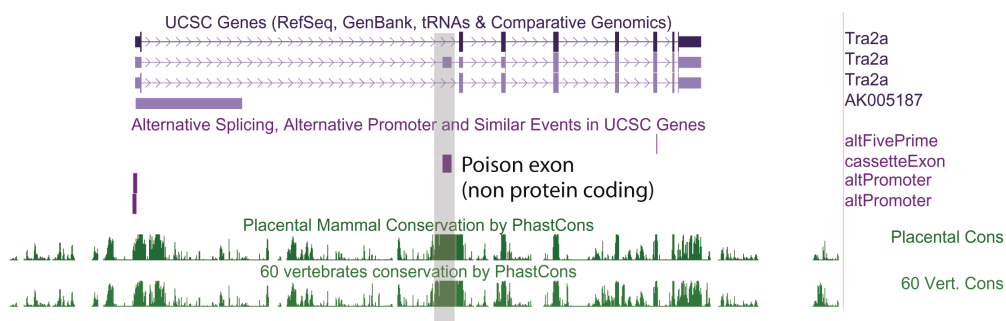 UCSC Genes (RefSeq, GenBank, tRNAs & Comparative Genomics)
Tra2a
Tra2a
Tra2a
AK005187
Alternative Splicing, Alternative Promoter and Similar Events in UCSC Genes
altFivePrime
cassetteExon
Poison exon
(non protein coding)
altPromoter
altPromoter
Placental Mammal Conservation by PhastCons
Placental Cons
60 vertebrates conservation by PhastCons
60 Vert. Cons